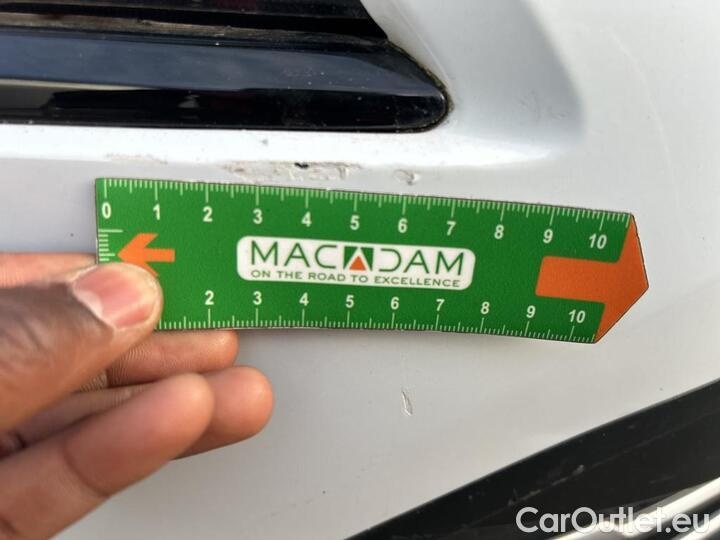 0 1 2 3 4 5 6 7 8 9 10
MACADAM
ON THE ROAD TO EXCELLENCE
2 3 4 5 6 7 8 9 10
CarOutlet.eu